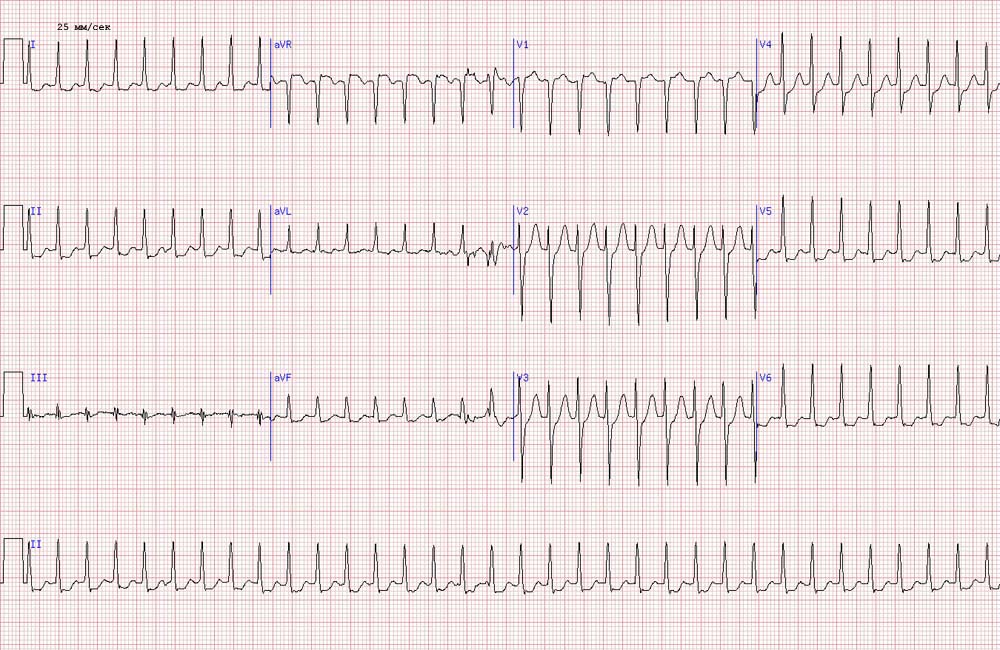 25 мм/сек
I aVR V1 V4
II aVL V2 V5
III aVF V3 V6
II